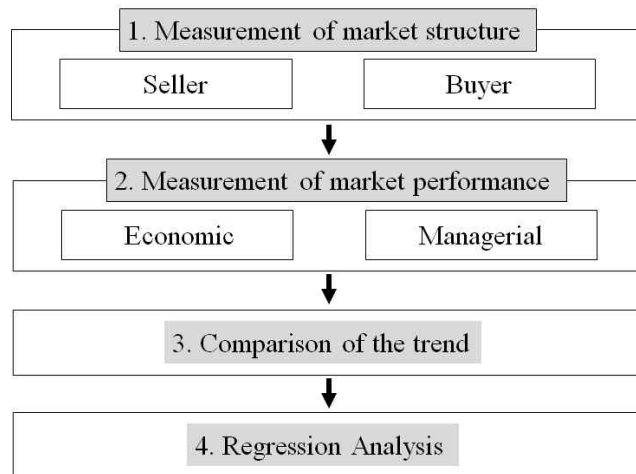 1. Measurement of market structure
Seller
Buyer
2. Measurement of market performance
Economic
Managerial
3. Comparison of the trend
4. Regression Analysis